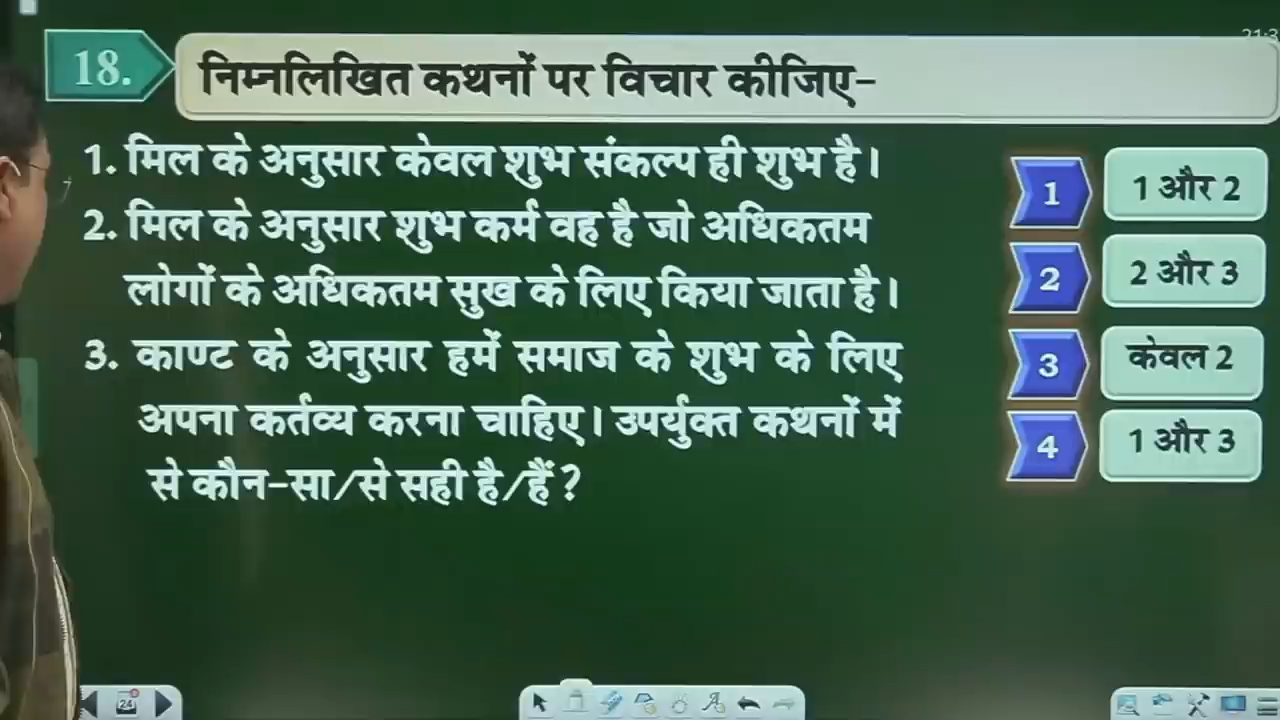 18.
निम्नलिखित कथनों पर विचार कीजिए-
1. मिल के अनुसार केवल शुभ संकल्प ही शुभ है।
2. मिल के अनुसार शुभ कर्म वह है जो अधिकतम
लोगों के अधिकतम सुख के लिए किया जाता है।
3. काण्ट के अनुसार हमें समाज के शुभ के लिए
अपना कर्तव्य करना चाहिए। उपर्युक्त कथनों में
से कौन-सा/से सही है/हैं?
1 1 और 2
2 2 और 3
3 केवल 2
4 1 और 3
24